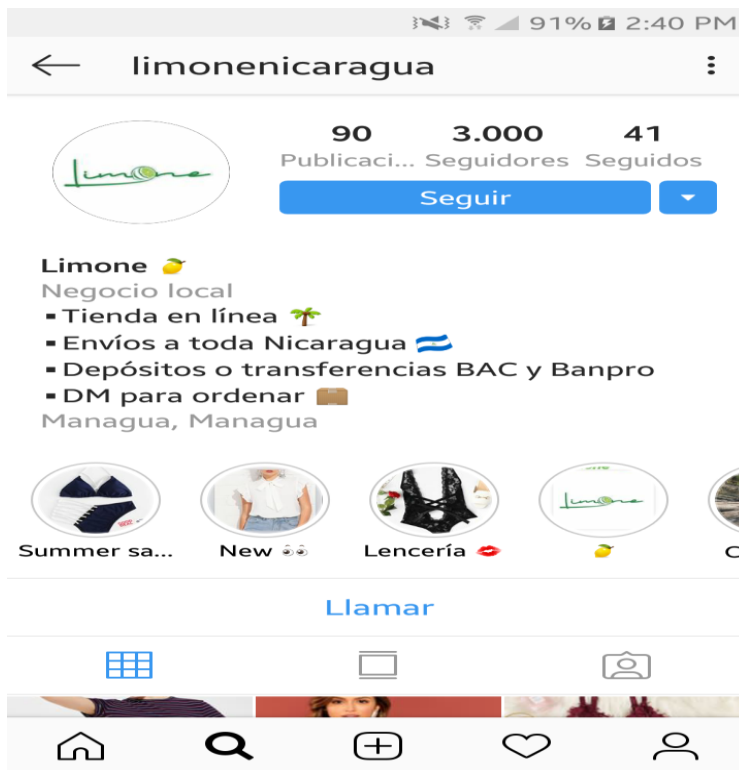 91% 2:40 PM
limonenicaragua
Limone
90 3.000 41
Publicaci... Seguidores Seguidos
Seguir
Limone 🍋
Negocio local
▪Tienda en línea 🌴
▪Envíos a toda Nicaragua 🇳🇮
▪Depósitos o transferencias BAC y Banpro
▪DM para ordenar 📦
Managua, Managua
Limone
Summer sa... New 👀 Lencería 💋 🍋
Llamar